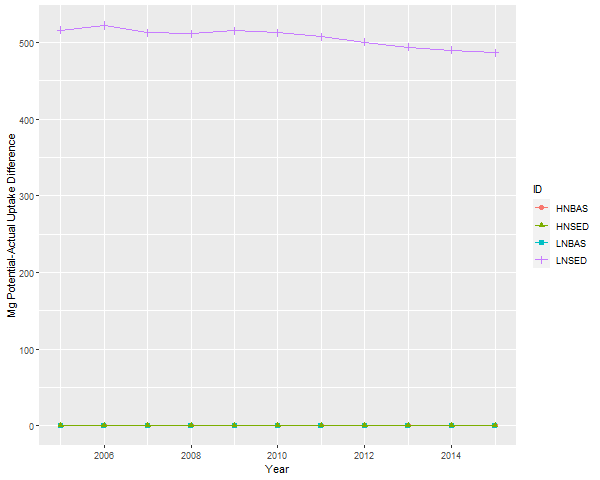 Mg Potential-Actual Uptake Difference
500
400
300
200
100
0
2006
2008
2010
2012
2014
Year
ID
HNBAS
HNSED
LNBAS
LNSED